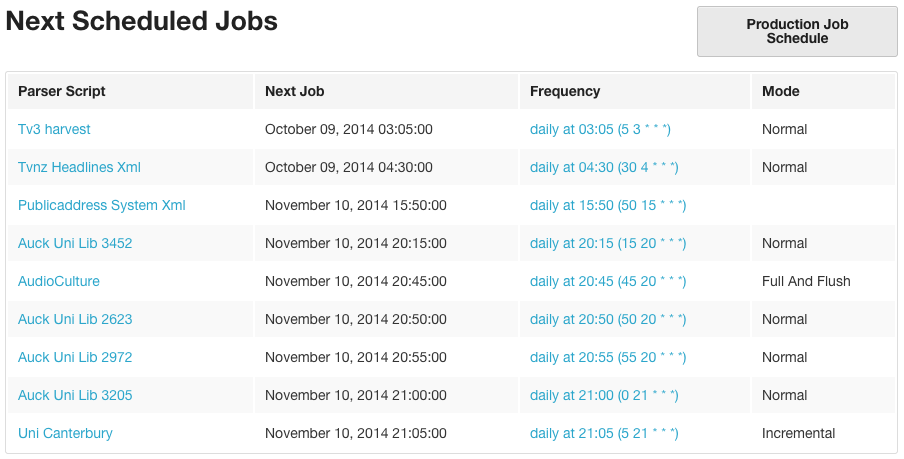 Next Scheduled Jobs
Production Job
Schedule
Parser Script Next Job Frequency Mode
Tv3 harvest October 09, 2014 03:05:00 daily at 03:05 (5 3 * * *) Normal
Tvnz Headlines Xml October 09, 2014 04:30:00 daily at 04:30 (30 4 * * *) Normal
Publicaddress System Xml November 10, 2014 15:50:00 daily at 15:50 (50 15 * * *)
Auck Uni Lib 3452 November 10, 2014 20:15:00 daily at 20:15 (15 20 * * *) Normal
AudioCulture November 10, 2014 20:45:00 daily at 20:45 (45 20 * * *) Full And Flush
Auck Uni Lib 2623 November 10, 2014 20:50:00 daily at 20:50 (50 20 * * *) Normal
Auck Uni Lib 2972 November 10, 2014 20:55:00 daily at 20:55 (55 20 * * *) Normal
Auck Uni Lib 3205 November 10, 2014 21:00:00 daily at 21:00 (0 21 * * *) Normal
Uni Canterbury November 10, 2014 21:05:00 daily at 21:05 (5 21 * * *) Incremental